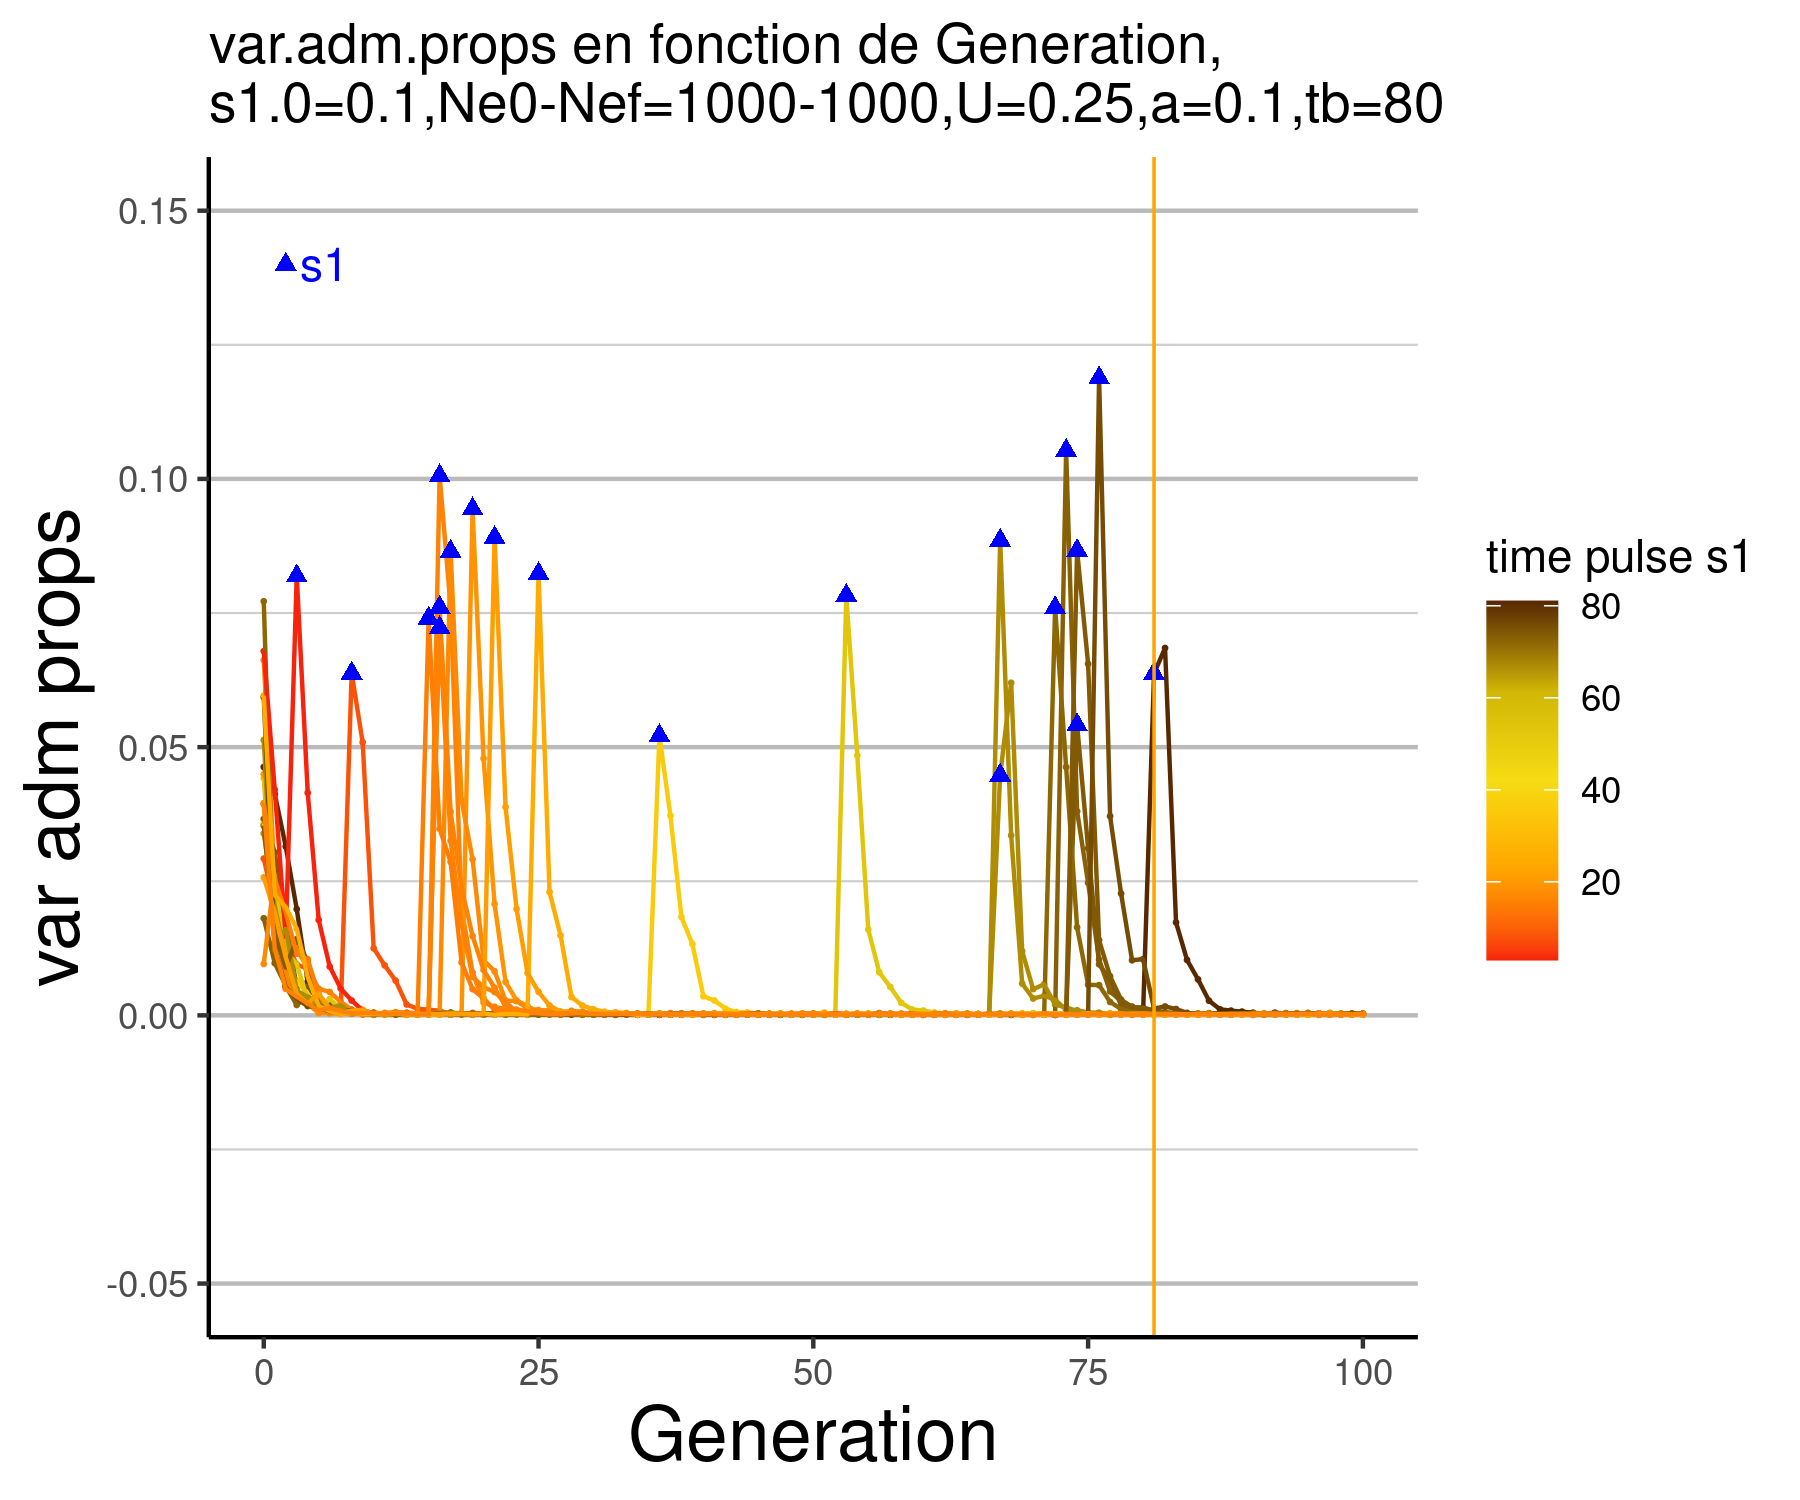 var.adm.props en fonction de Generation,
s1.0=0.1,Ne0-Nef=1000-1000,U=0.25,a=0.1,tb=80
var adm props
0.15
0.10
0.05
0.00
-0.05
s1
0 25 50 75 100
Generation
time pulse s1
80
60
40
20